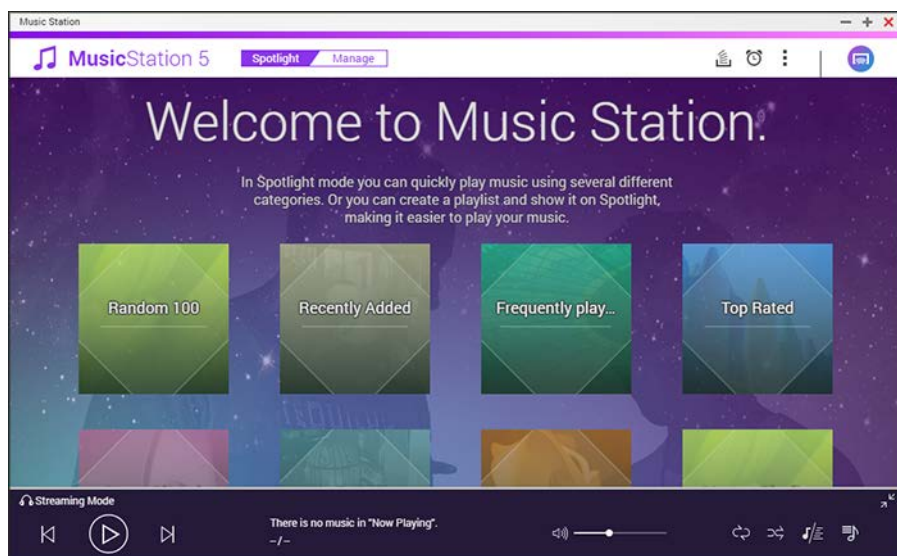 Music Station
MusicStation 5
Spotlight Manage
Welcome to Music Station.
In Spotlight mode you can quickly play music using several different
categories. Or you can create a playlist and show it on Spotlight,
making it easier to play your music.
Random 100
Recently Added
Frequently play...
Top Rated
Streaming Mode
There is no music in "Now Playing".
--/--